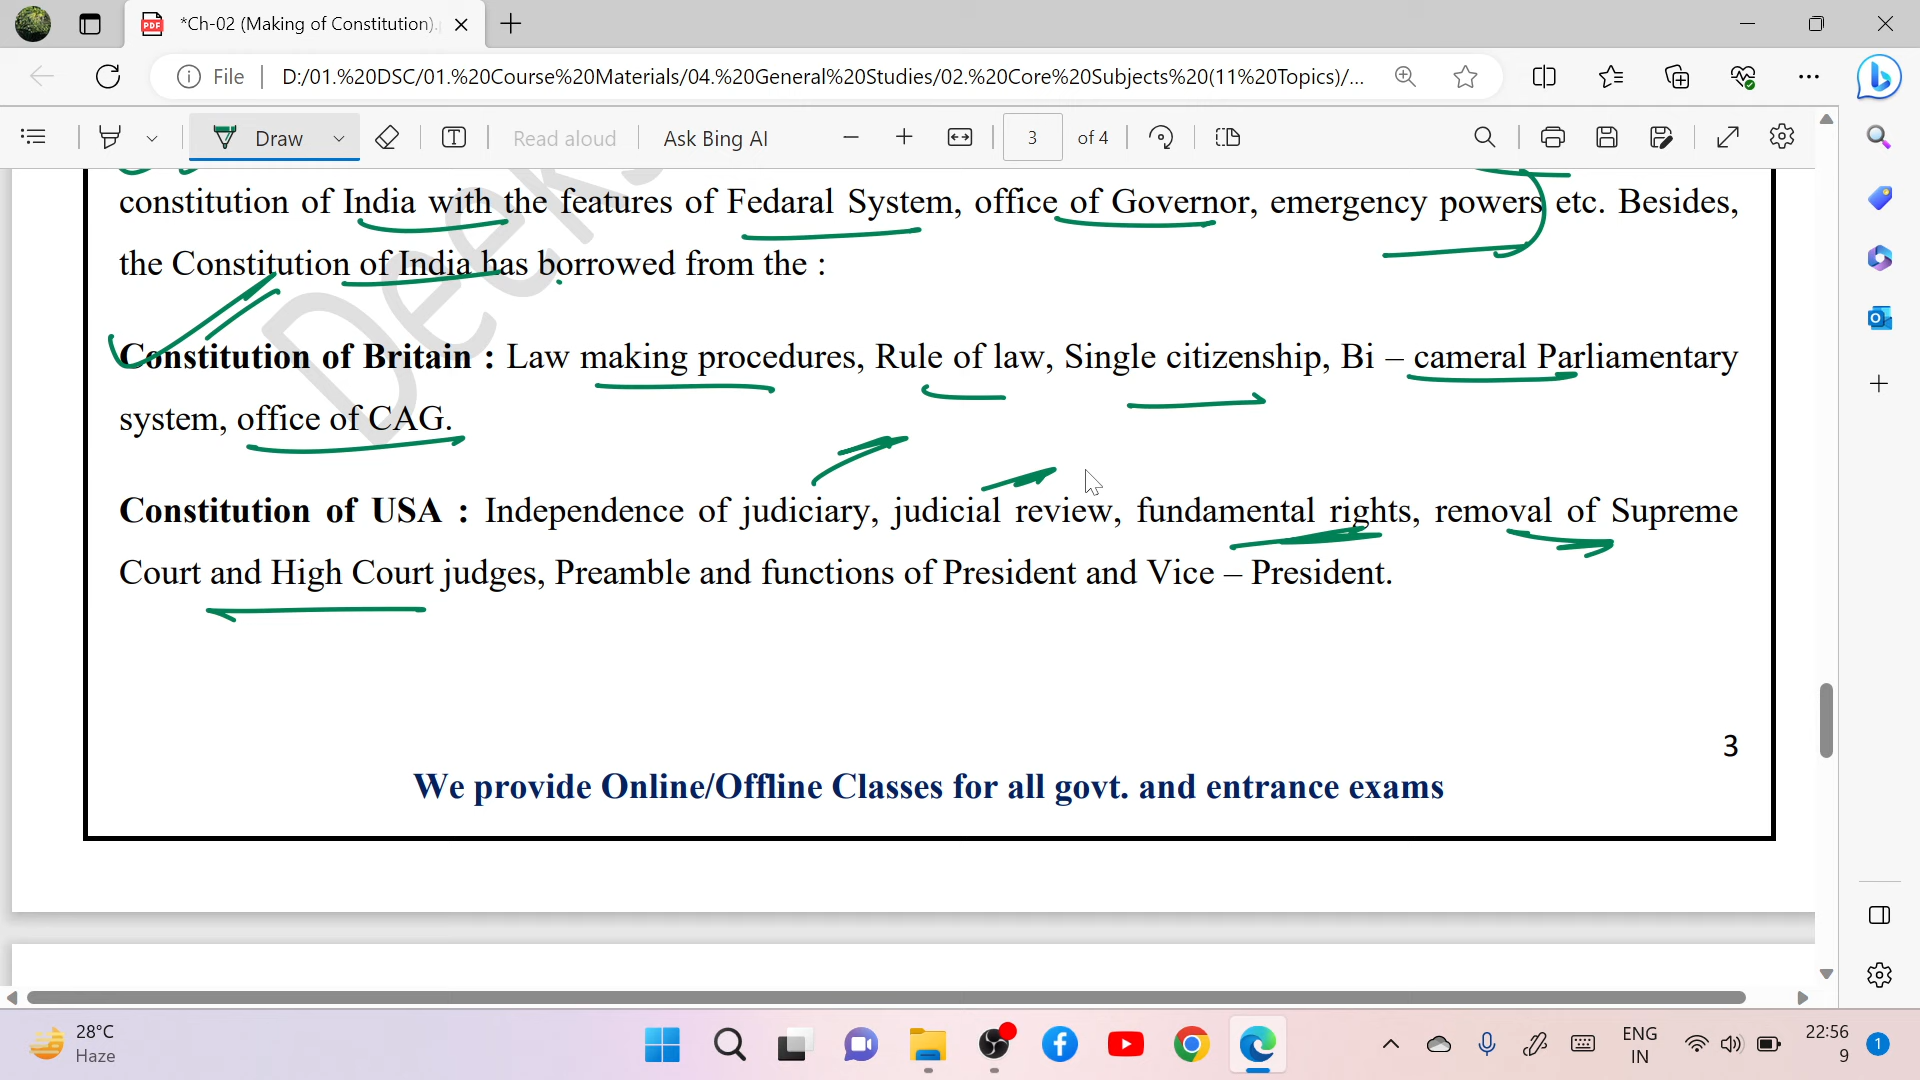 *Ch-02 (Making of Constitution).
File
D:/01.%20DSC/01.%20Course%20Materials/04.%20General%20Studies/02.%20Core%20Subjects%20(11%20Topics)/...
Draw
Read aloud
Ask Bing AI
3
of 4
constitution of India with the features of Fedaral System, office of Governor, emergency powers etc. Besides,
the Constitution of India has borrowed from the :
Constitution of Britain : Law making procedures, Rule of law, Single citizenship, Bi – cameral Parliamentary
system, office of CAG.
Constitution of USA : Independence of judiciary, judicial review, fundamental rights, removal of Supreme
Court and High Court judges, Preamble and functions of President and Vice – President.
3
We provide Online/Offline Classes for all govt. and entrance exams
28°C
Haze
ENG
IN
22:56
9
1